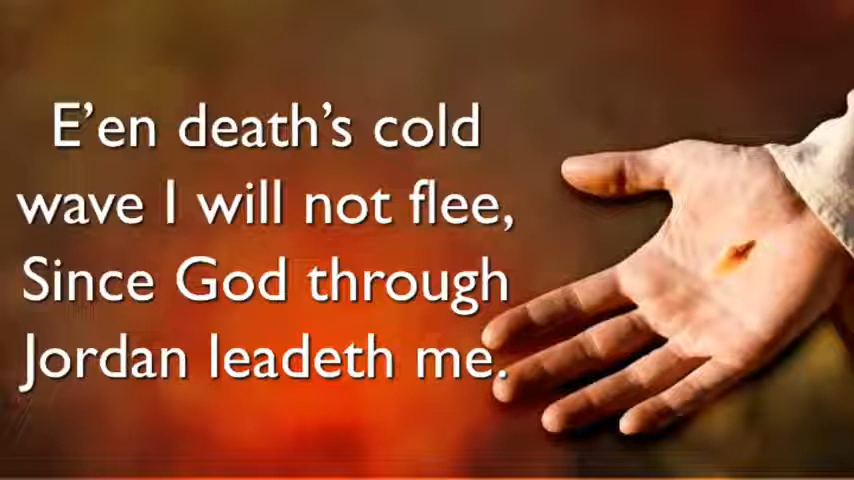 E’en death’s cold
wave I will not flee,
Since God through
Jordan leadeth me.